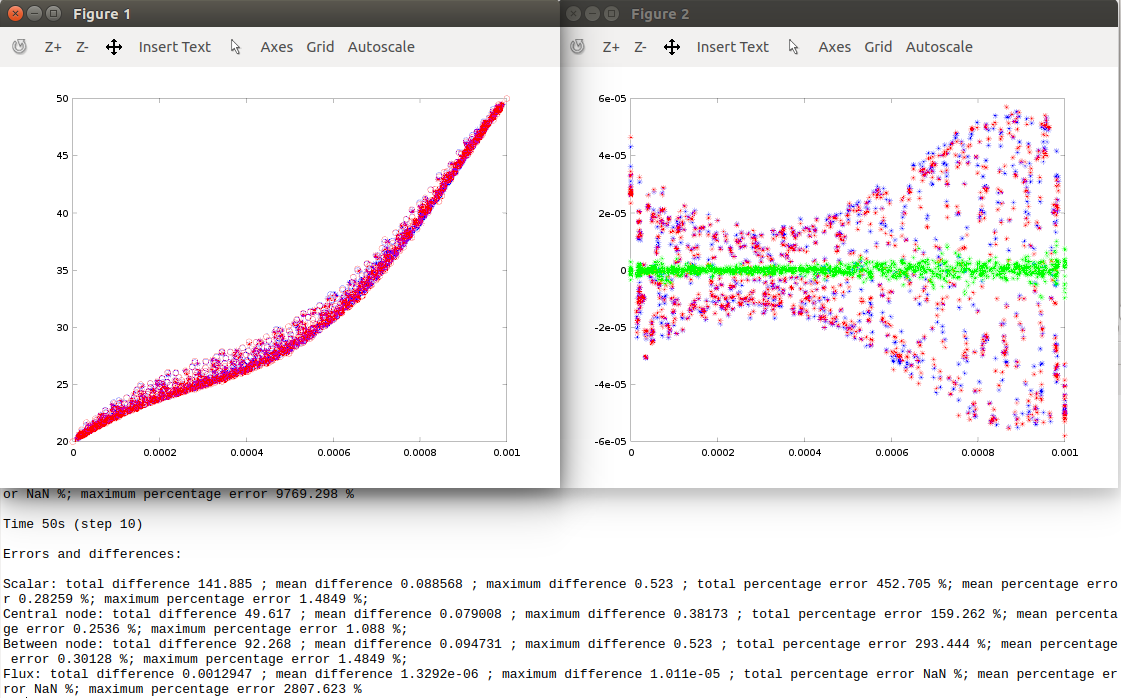 Figure 1
Z+ Z- Insert Text Axes Grid Autoscale
50
45
40
35
30
25
20
0 0.0002 0.0004 0.0006 0.0008 0.001
Figure 2
Z+ Z- Insert Text Axes Grid Autoscale
6e-05
4e-05
2e-05
0
-2e-05
-4e-05
-6e-05
0 0.0002 0.0004 0.0006 0.0008 0.001
or NaN %; maximum percentage error 9769.298 %
Time 50s (step 10)
Errors and differences:
Scalar: total difference 141.885 ; mean difference 0.088568 ; maximum difference 0.523 ; total percentage error 452.705 %; mean percentage erro
r 0.28259 %; maximum percentage error 1.4849 %;
Central node: total difference 49.617 ; mean difference 0.079008 ; maximum difference 0.38173 ; total percentage error 159.262 %; mean percenta
ge error 0.2536 %; maximum percentage error 1.088 %;
Between node: total difference 92.268 ; mean difference 0.094731 ; maximum difference 0.523 ; total percentage error 293.444 %; mean percentage
error 0.30128 %; maximum percentage error 1.4849 %;
Flux: total difference 0.0012947 ; mean difference 1.3292e-06 ; maximum difference 1.011e-05 ; total percentage error NaN %; mean percentage er
ror NaN %; maximum percentage error 2807.623 %